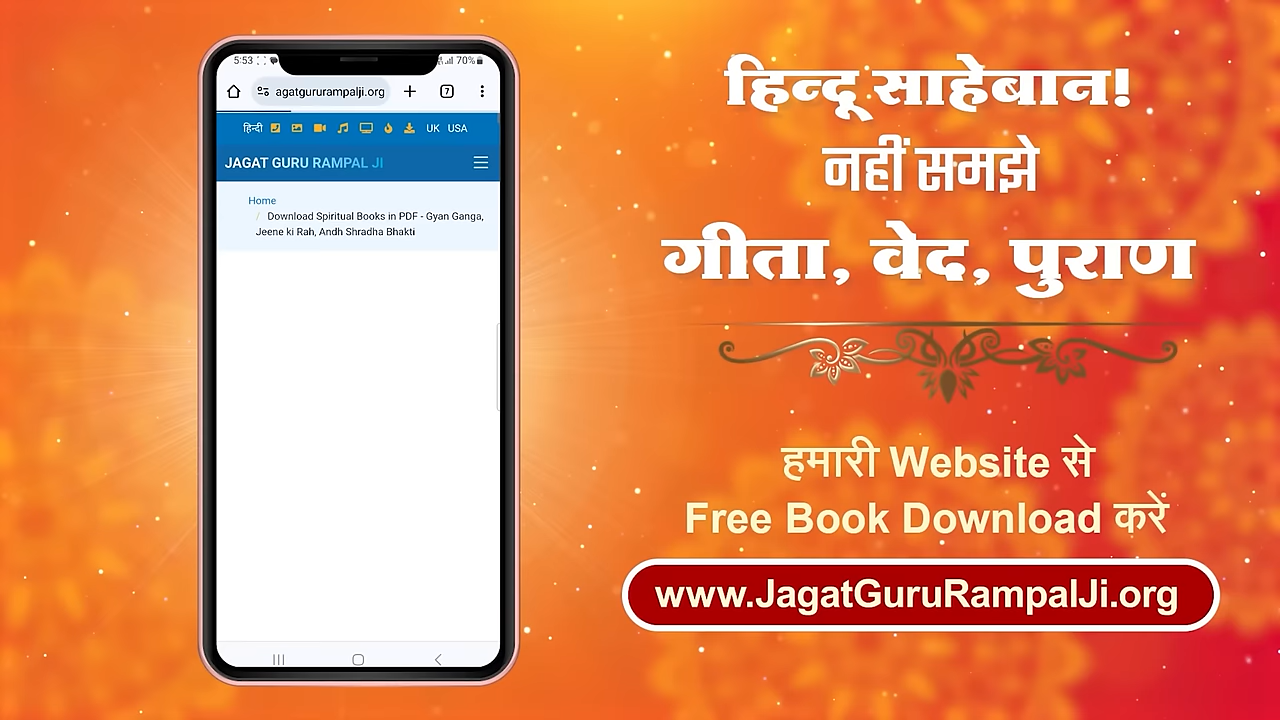 5:53
70%
agatgururampalji.org
7
हिन्दी
UK USA
JAGAT GURU RAMPAL JI
Home
/ Download Spiritual Books in PDF - Gyan Ganga,
Jeene ki Rah, Andh Shradha Bhakti
हिन्दू साहेबान!
नहीं समझे
गीता, वेद, पुराण
हमारी Website से
Free Book Download करें
www.JagatGuruRampalJi.org